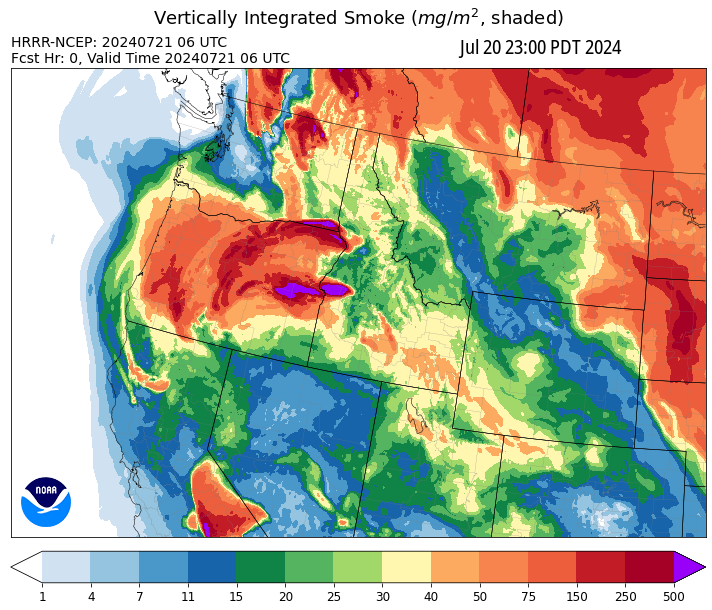 Vertically Integrated Smoke (mg/m², shaded)
HRRR-NCEP: 20240721 06 UTC
Fcst Hr: 0, Valid Time 20240721 06 UTC
Jul 20 23:00 PDT 2024
NOAA
1 4 7 11 15 20 25 30 40 50 75 150 250 500